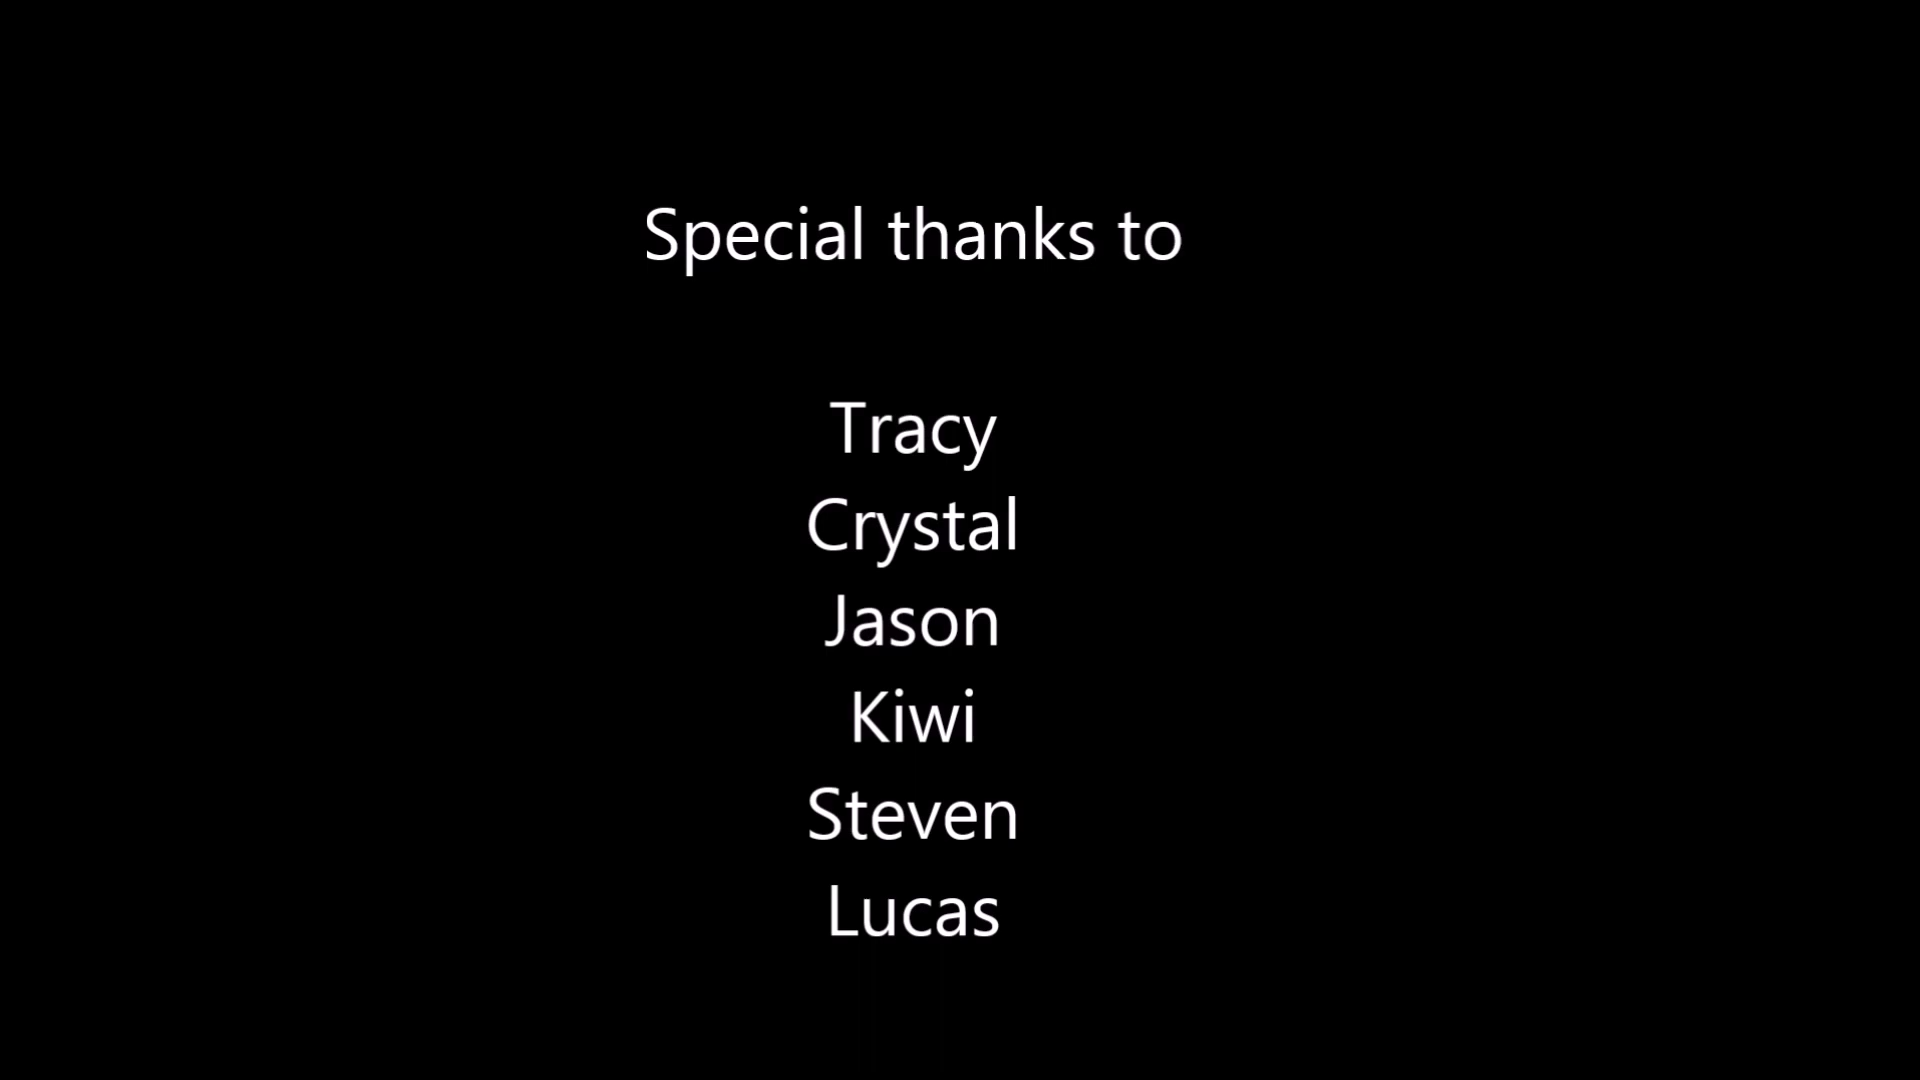 Special thanks to
Tracy
Crystal
Jason
Kiwi
Steven
Lucas